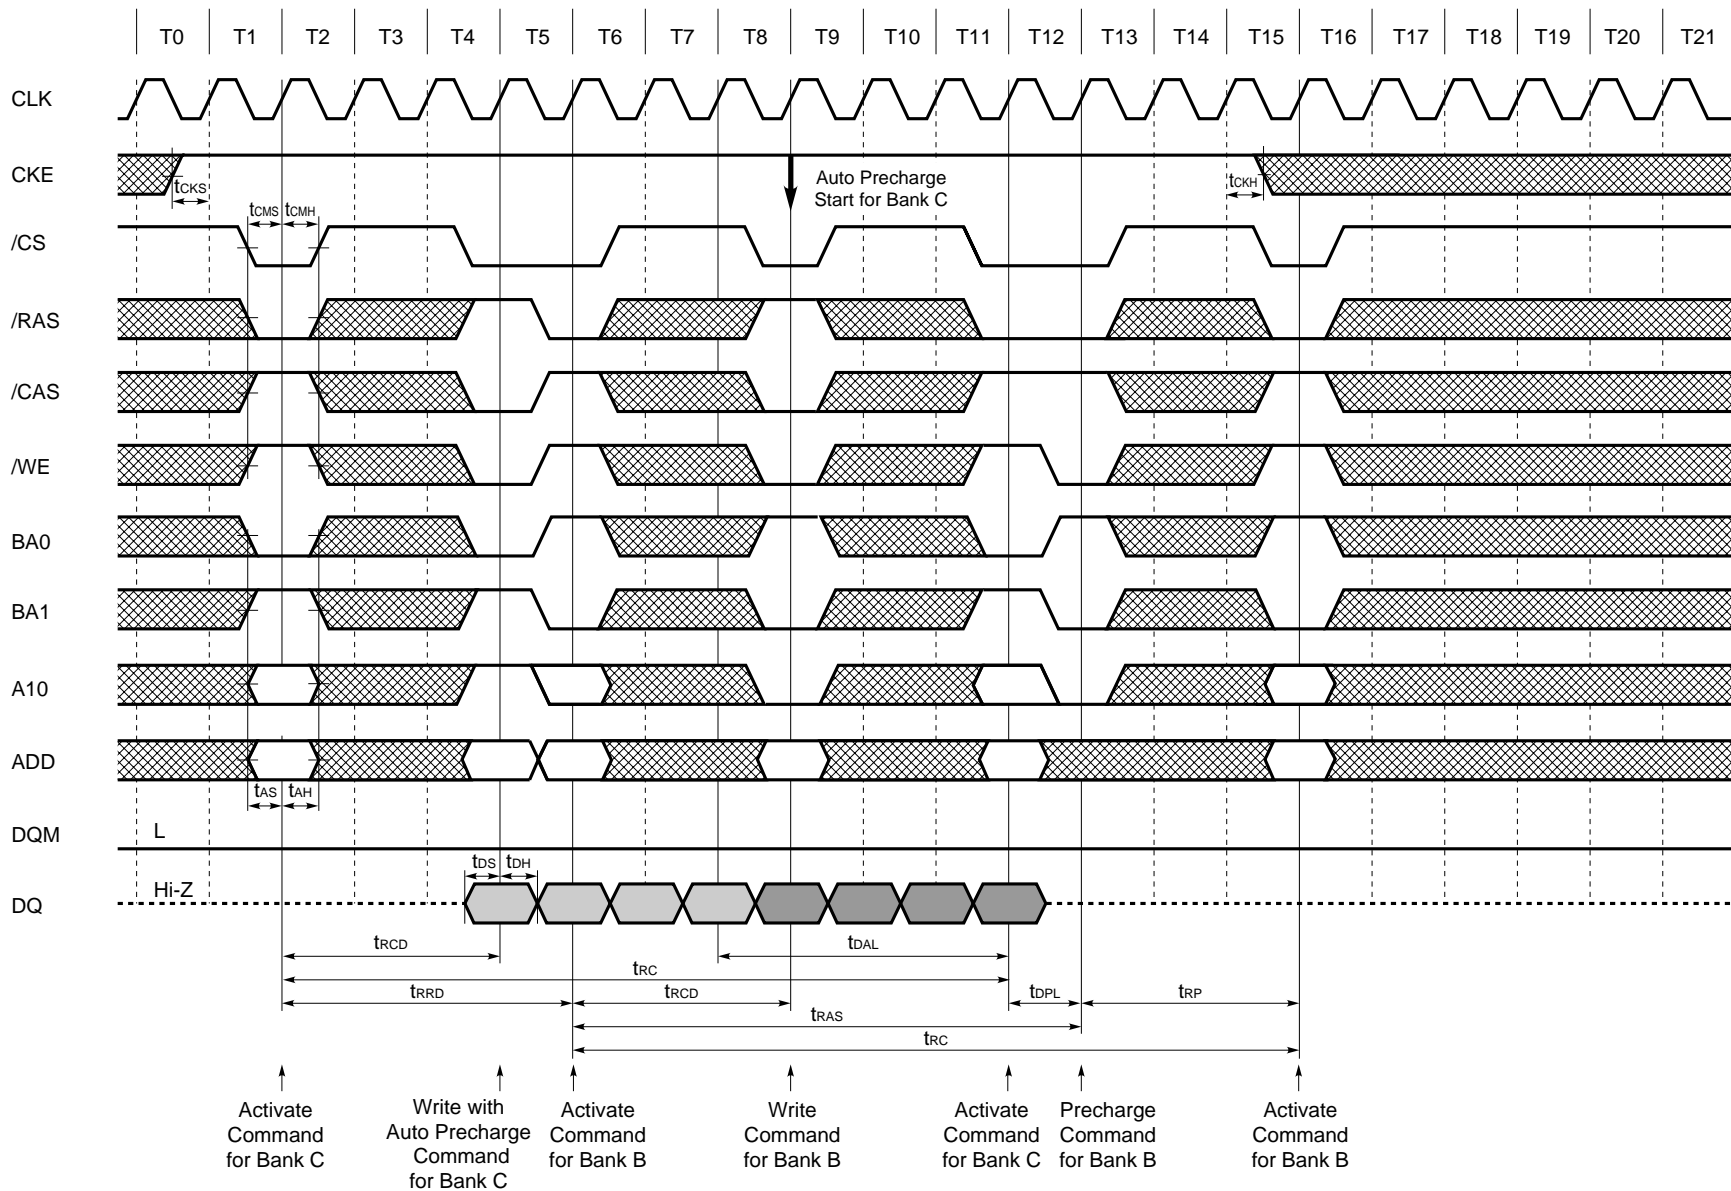 T0 T1 T2 T3 T4 T5 T6 T7 T8 T9 T10 T11 T12 T13 T14 T15 T16 T17 T18 T19 T20 T21
CLK
CKE
tCKS
Auto Precharge
Start for Bank C
tCKH
tCMS tCMH
/CS
/RAS
/CAS
/WE
BA0
BA1
A10
ADD
tAS tAH
DQM
L
tDS tDH
DQ
Hi-Z
tRCD
tDAL
tRC
tRRD
tRCD
tDPL
tRP
tRAS
tRC
Activate
Command
for Bank C
Write with
Auto Precharge
Command
for Bank C
Activate
Command
for Bank B
Write
Command
for Bank B
Activate
Command
for Bank C
Precharge
Command
for Bank B
Activate
Command
for Bank B